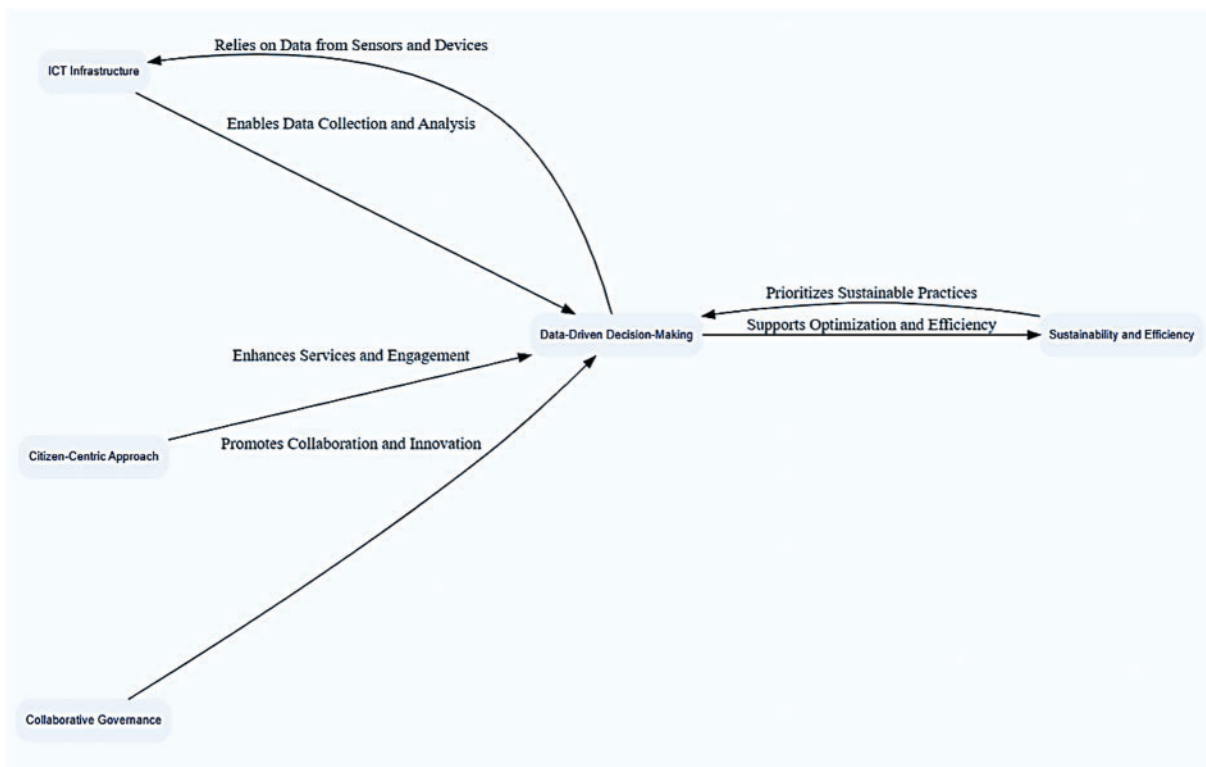 Relies on Data from Sensors and Devices
ICT Infrastructure
Enables Data Collection and Analysis
Prioritizes Sustainable Practices
Supports Optimization and Efficiency
Data-Driven Decision-Making
Sustainability and Efficiency
Enhances Services and Engagement
Promotes Collaboration and Innovation
Citizen-Centric Approach
Collaborative Governance